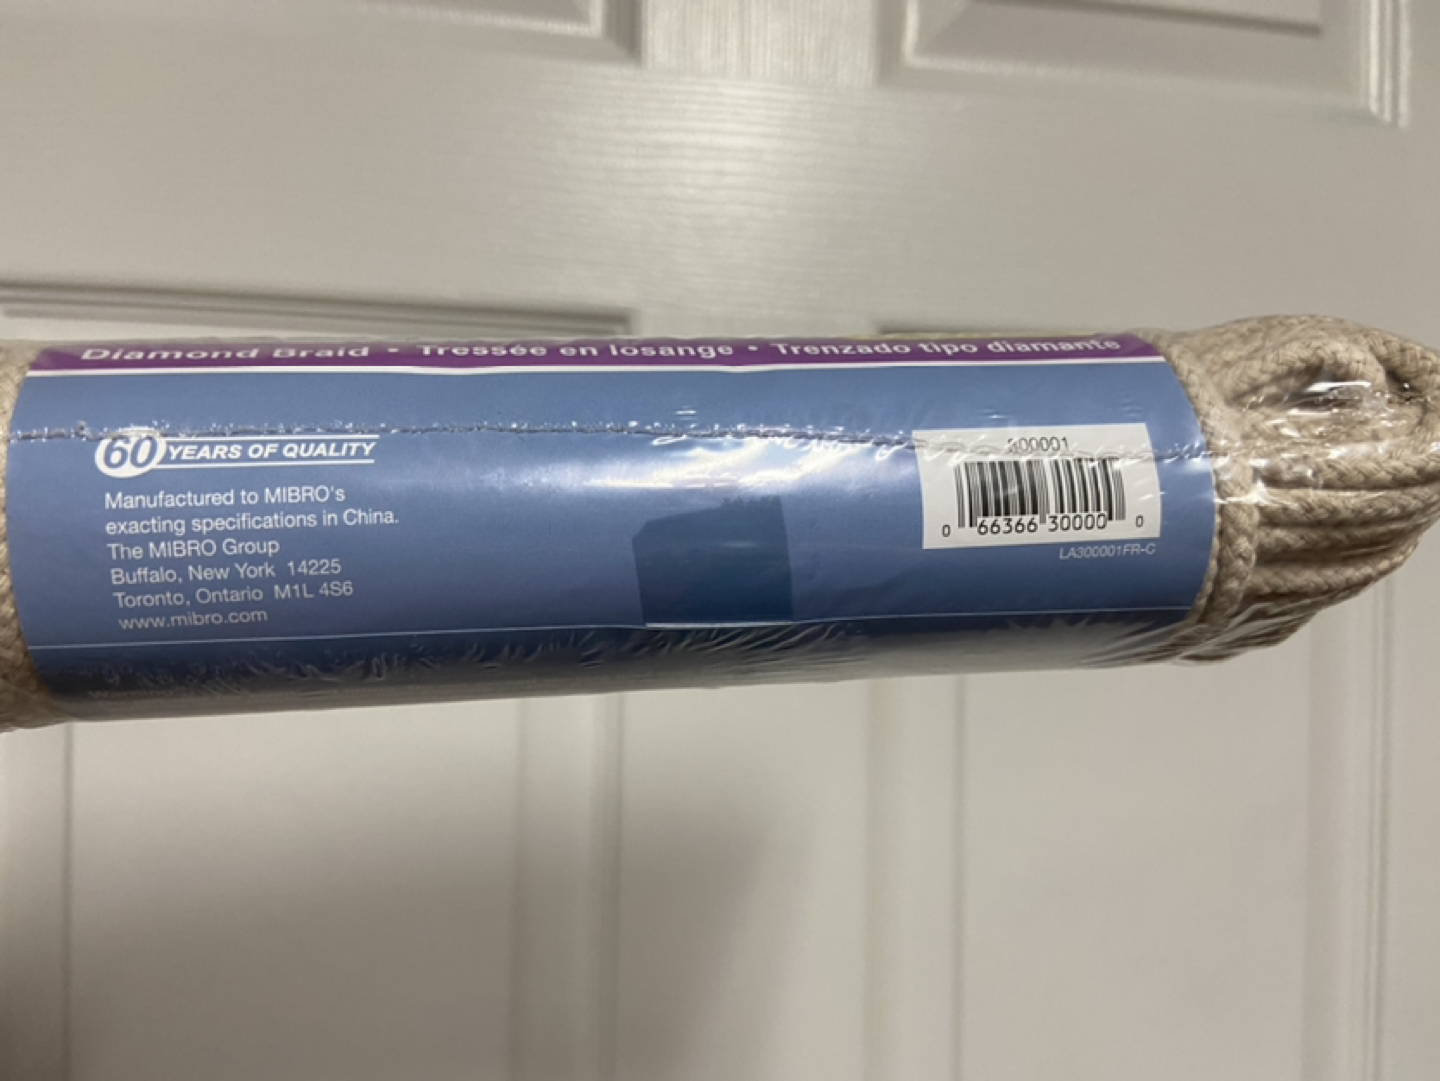 Diamond Braid • Tressée en losange • Trenzado tipo diamante
60 YEARS OF QUALITY
Manufactured to MIBRO's
exacting specifications in China.
The MIBRO Group
Buffalo, New York 14225
Toronto, Ontario M1L 4S6
www.mibro.com
300001
0 66366 30000 0
LA300001FR-C